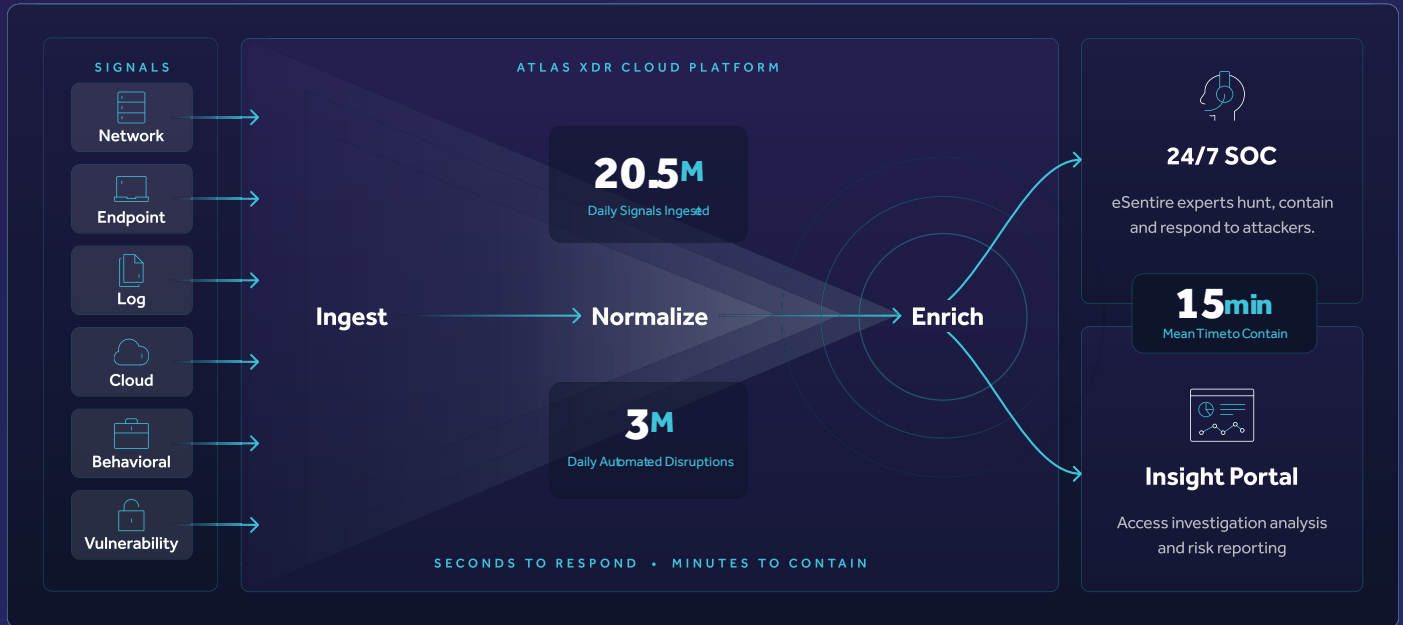 SIGNALS
Network
Endpoint
Log
Cloud
Behavioral
Vulnerability
ATLAS XDR CLOUD PLATFORM
20.5M
Daily Signals Ingested
Ingest
Normalize
Enrich
3M
Daily Automated Disruptions
SECONDS TO RESPOND • MINUTES TO CONTAIN
24/7 SOC
eSentire experts hunt, contain
and respond to attackers.
15min
Mean Time to Contain
Insight Portal
Access investigation analysis
and risk reporting